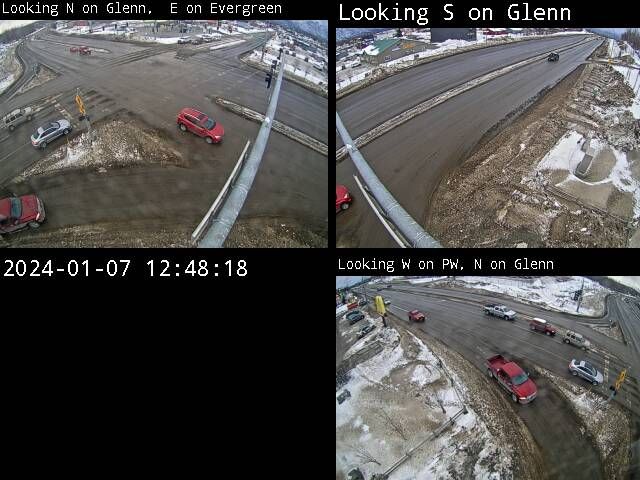 Looking N on Glenn, E on Evergreen
Looking S on Glenn
2024-01-07 12:48:18
Looking W on PW, N on Glenn